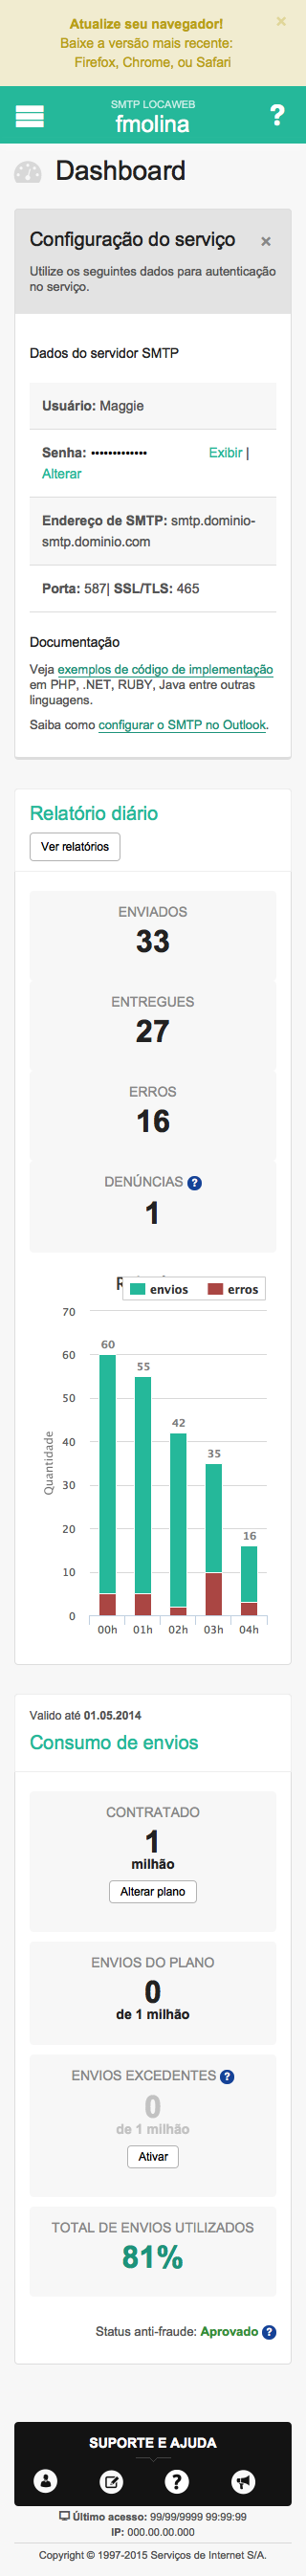 Atualize seu navegador!
×
Baixe a versão mais recente:
Firefox, Chrome, ou Safari
SMTP LOCAWEB
fmolina
?
Dashboard
Configuração do serviço ×
Utilize os seguintes dados para autenticação
no serviço.
Dados do servidor SMTP
Usuário: Maggie
Senha: ••••••••••••• Exibir |
Alterar
Endereço de SMTP: smtp.dominio-
smtp.dominio.com
Porta: 587| SSL/TLS: 465
Documentação
Veja exemplos de código de implementação
em PHP, .NET, RUBY, Java entre outras
linguagens.
Saiba como configurar o SMTP no Outlook.
Relatório diário
Ver relatórios
ENVIADOS
33
ENTREGUES
27
ERROS
16
DENÚNCIAS ?
1
envios erros
70
60
50
40
30
20
10
0
Quantidade
60
55
42
35
16
00h 01h 02h 03h 04h
Valido até 01.05.2014
Consumo de envios
CONTRATADO
1
milhão
Alterar plano
ENVIOS DO PLANO
0
de 1 milhão
ENVIOS EXCEDENTES ?
0
de 1 milhão
Ativar
TOTAL DE ENVIOS UTILIZADOS
81%
Status anti-fraude: Aprovado ?
SUPORTE E AJUDA
?
Último acesso: 99/99/9999 99:99:99
IP: 000.00.00.000
Copyright © 1997-2015 Serviços de Internet S/A.